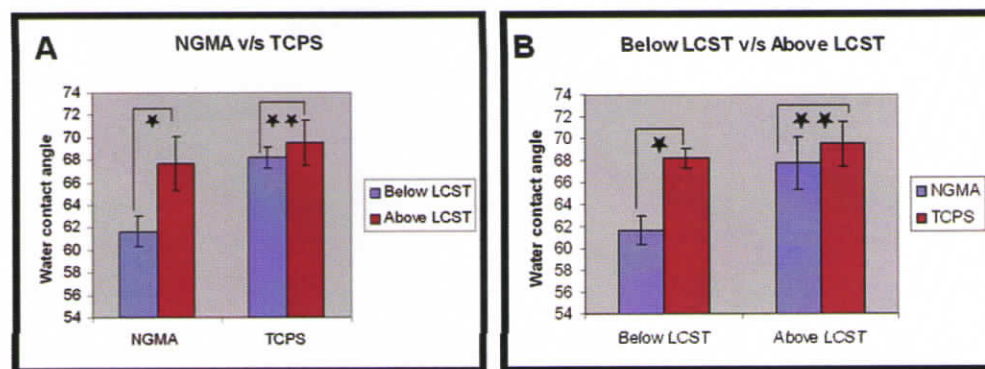 A
NGMA v/s TCPS
Water contact angle
74
72
70
68
66
64
62
60
58
56
54
NGMA
TCPS
Below LCST
Above LCST
B
Below LCST v/s Above LCST
Water contact angle
74
72
70
68
66
64
62
60
58
56
54
Below LCST
Above LCST
NGMA
TCPS